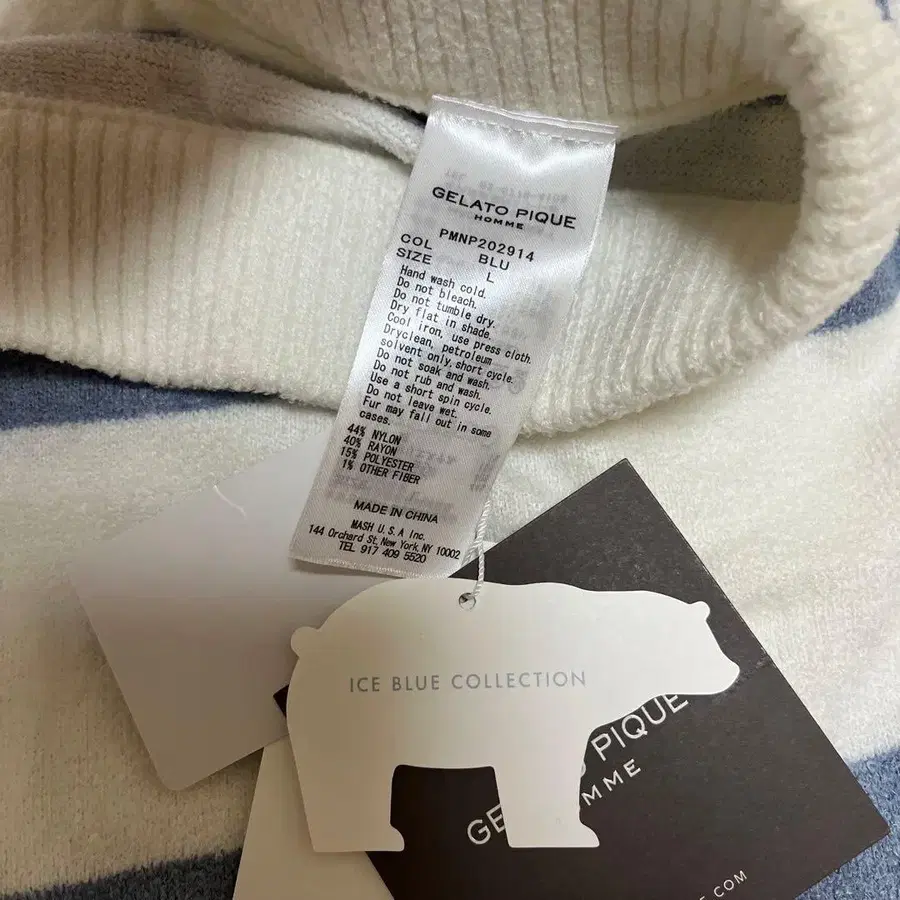 GELATO PIQUE
HOMME
PMNP202914
COL BLU
SIZE L
Hand wash cold.
Do not bleach.
Do not tumble dry.
Dry flat in shade.
Cool iron, use press cloth.
Dryclean, petroleum
solvent only, short cycle.
Do not soak and wash.
Do not rub and wash.
Use a short spin cycle.
Do not leave wet.
Fur may fall out in some
cases.
44% NYLON
40% RAYON
15% POLYESTER
1% OTHER FIBER
MADE IN CHINA
MASH U.S.A Inc.
144 Orchard St, New York, NY 10002
TEL 917 409 5520
ICE BLUE COLLECTION
GE PIQUE
OMME
.COM